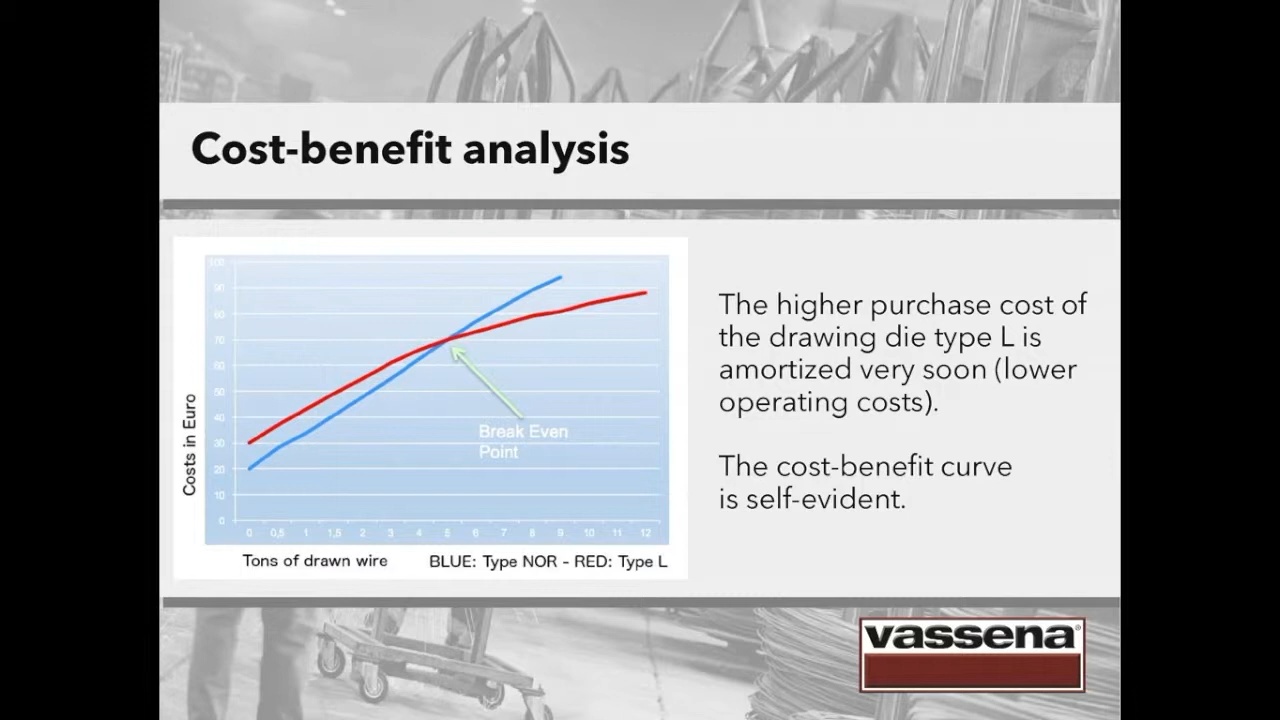 Cost-benefit analysis
100
90
80
70
60
50
40
30
20
10
0
Costs in Euro
Break Even
Point
0 0,5 1 1,5 2 3 4 5 6 7 8 9 10 11 12
Tons of drawn wire
BLUE: Type NOR - RED: Type L
The higher purchase cost of
the drawing die type L is
amortized very soon (lower
operating costs).
The cost-benefit curve
is self-evident.
vassena®